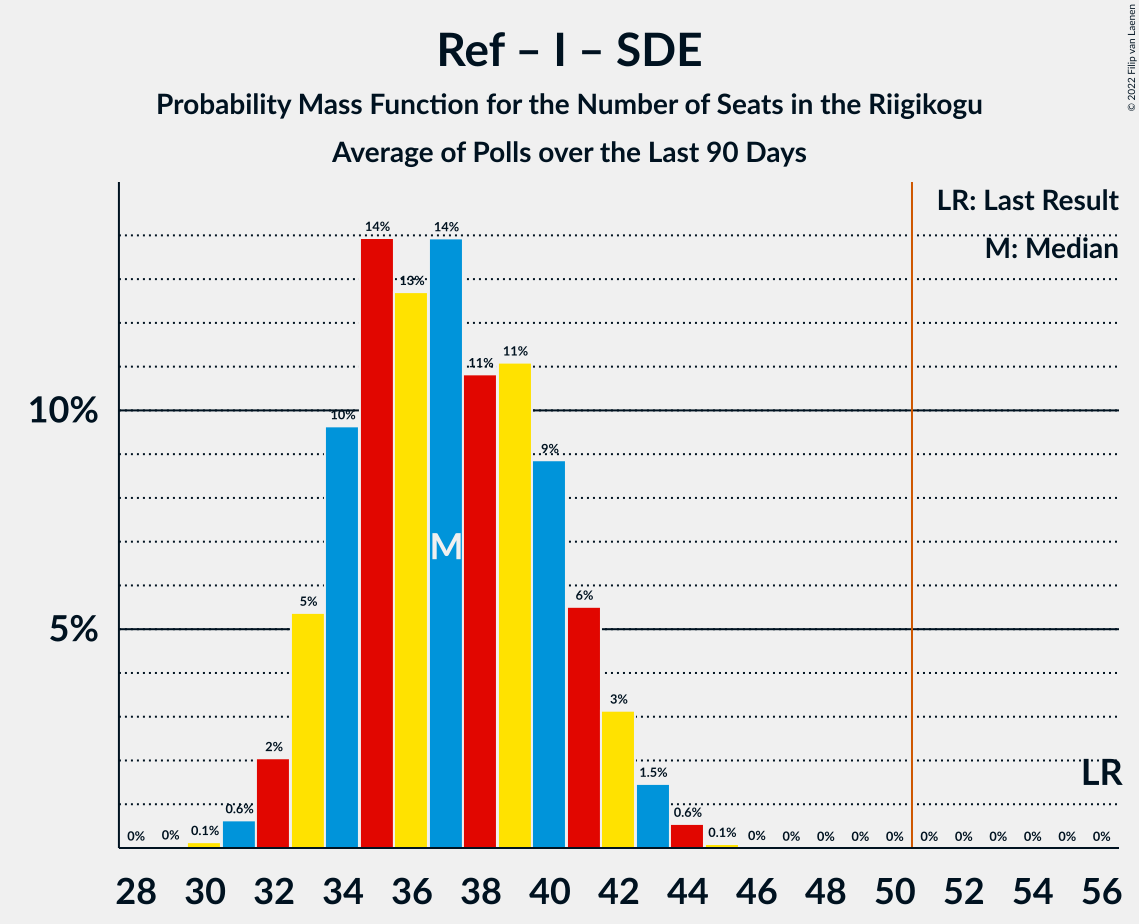 Ref – I – SDE
Probability Mass Function for the Number of Seats in the Riigikogu
Average of Polls over the Last 90 Days
© 2022 Filip van Laenen
LR: Last Result
M: Median
10%
5%
0% 0% 0.1% 0.6% 2% 5% 10% 14% 13% 14% 11% 11% 9% 6% 3% 1.5% 0.6% 0.1% 0% 0% 0% 0% 0% 0% 0% 0% 0% 0% 0%
M
LR
28 30 32 34 36 38 40 42 44 46 48 50 52 54 56